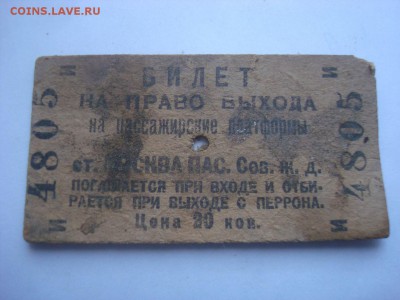 COINS.LAVE.RU
БИЛЕТ
НА ПРАВО ВЫХОДА
на пассажирские платформы
ст. МОСКВА ПАС. Сов. ж. д.
ПОГАШАЕТСЯ ПРИ ВХОДЕ И ОТБИ-
РАЕТСЯ ПРИ ВЫХОДЕ С ПЕРРОНА.
Цена 20 коп.
И 4805 И
И 4805 И